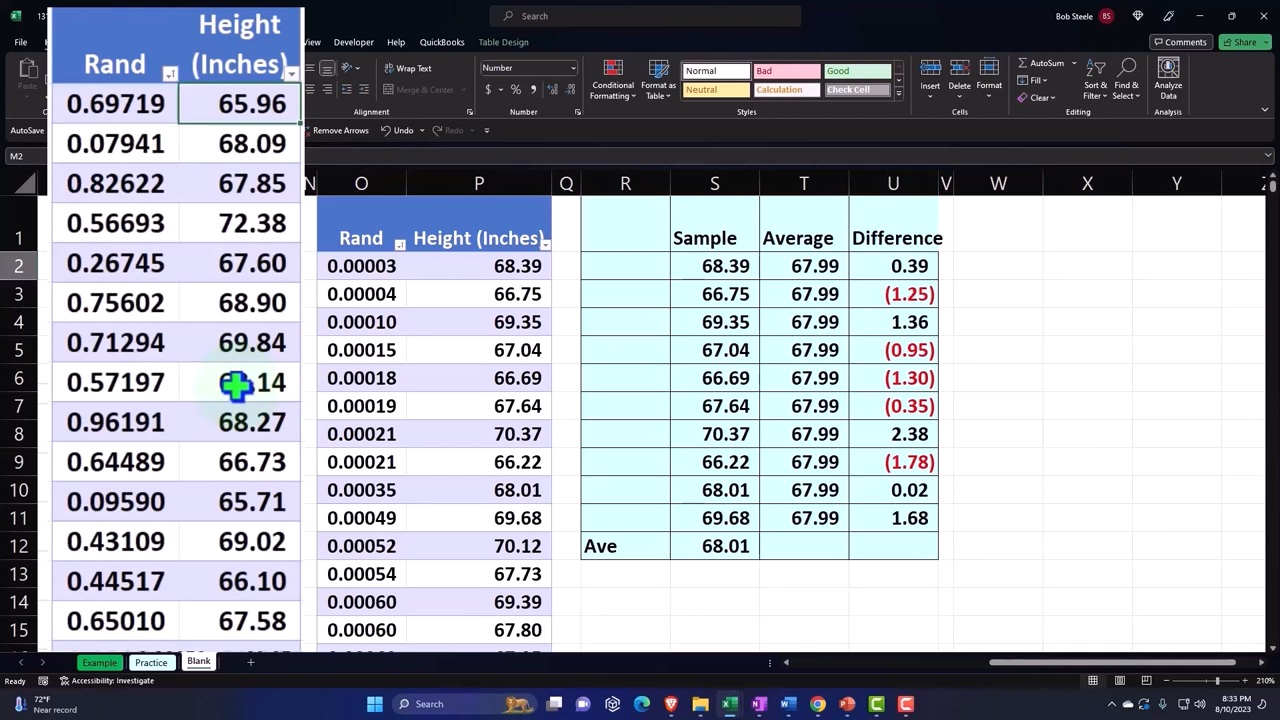 Search
Bob Steele BS
File
View Developer Help QuickBooks Table Design
Comments Share
Wrap Text
Merge & Center
Alignment
Number
Number
Conditional Formatting
Format as Table
Normal Bad Good
Neutral Calculation Check Cell
Styles
Insert Delete Format
Cells
AutoSum
Fill
Clear
Sort & Filter
Find & Select
Editing
Analyze Data
Analysis
AutoSave
Remove Arrows Undo Redo
M2
N O P Q R S T U V W X Y Z
1 Rand Height (Inches) Sample Average Difference
2 0.00003 68.39 68.39 67.99 0.39
3 0.00004 66.75 66.75 67.99 (1.25)
4 0.00010 69.35 69.35 67.99 1.36
5 0.00015 67.04 67.04 67.99 (0.95)
6 0.00018 66.69 66.69 67.99 (1.30)
7 0.00019 67.64 67.64 67.99 (0.35)
8 0.00021 70.37 70.37 67.99 2.38
9 0.00021 66.22 66.22 67.99 (1.78)
10 0.00035 68.01 68.01 67.99 0.02
11 0.00049 69.68 69.68 67.99 1.68
12 0.00052 70.12 Ave 68.01
13 0.00054 67.73
14 0.00060 69.39
15 0.00060 67.80
Rand Height (Inches)
0.69719 65.96
0.07941 68.09
0.82622 67.85
0.56693 72.38
0.26745 67.60
0.75602 68.90
0.71294 69.84
0.57197 .14
0.96191 68.27
0.64489 66.73
0.09590 65.71
0.43109 69.02
0.44517 66.10
0.65010 67.58
Example Practice Blank
Ready Accessibility: Investigate
210%
72°F
Near record
Search
8:33 PM
8/10/2023